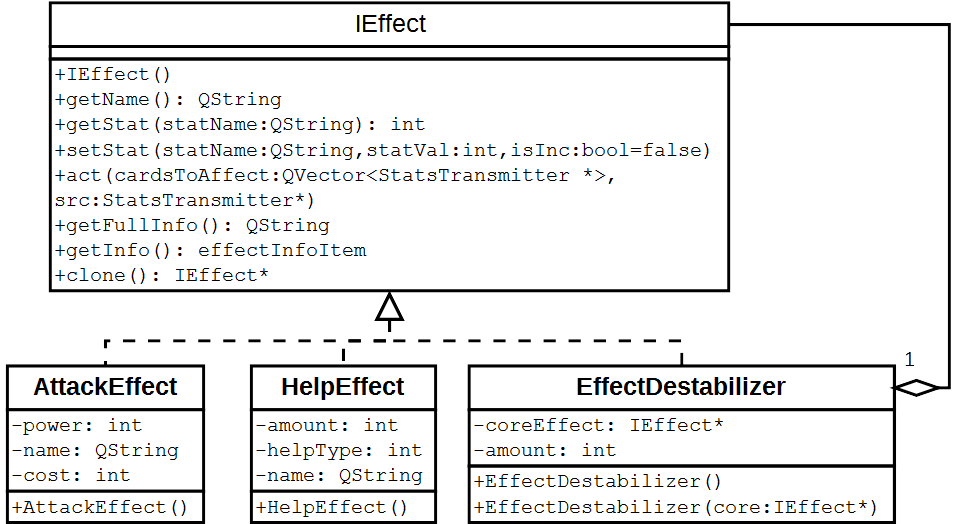 IEffect
+IEffect()
+getName(): QString
+getStat(statName:QString): int
+setStat(statName:QString,statVal:int,isInc:bool=false)
+act(cardsToAffect:QVector<StatsTransmitter *>,
src:StatsTransmitter*)
+getFullInfo(): QString
+getInfo(): effectInfoItem
+clone(): IEffect*
1
AttackEffect
-power: int
-name: QString
-cost: int
+AttackEffect()
HelpEffect
-amount: int
-helpType: int
-name: QString
+HelpEffect()
EffectDestabilizer
-coreEffect: IEffect*
-amount: int
+EffectDestabilizer()
+EffectDestabilizer(core:IEffect*)